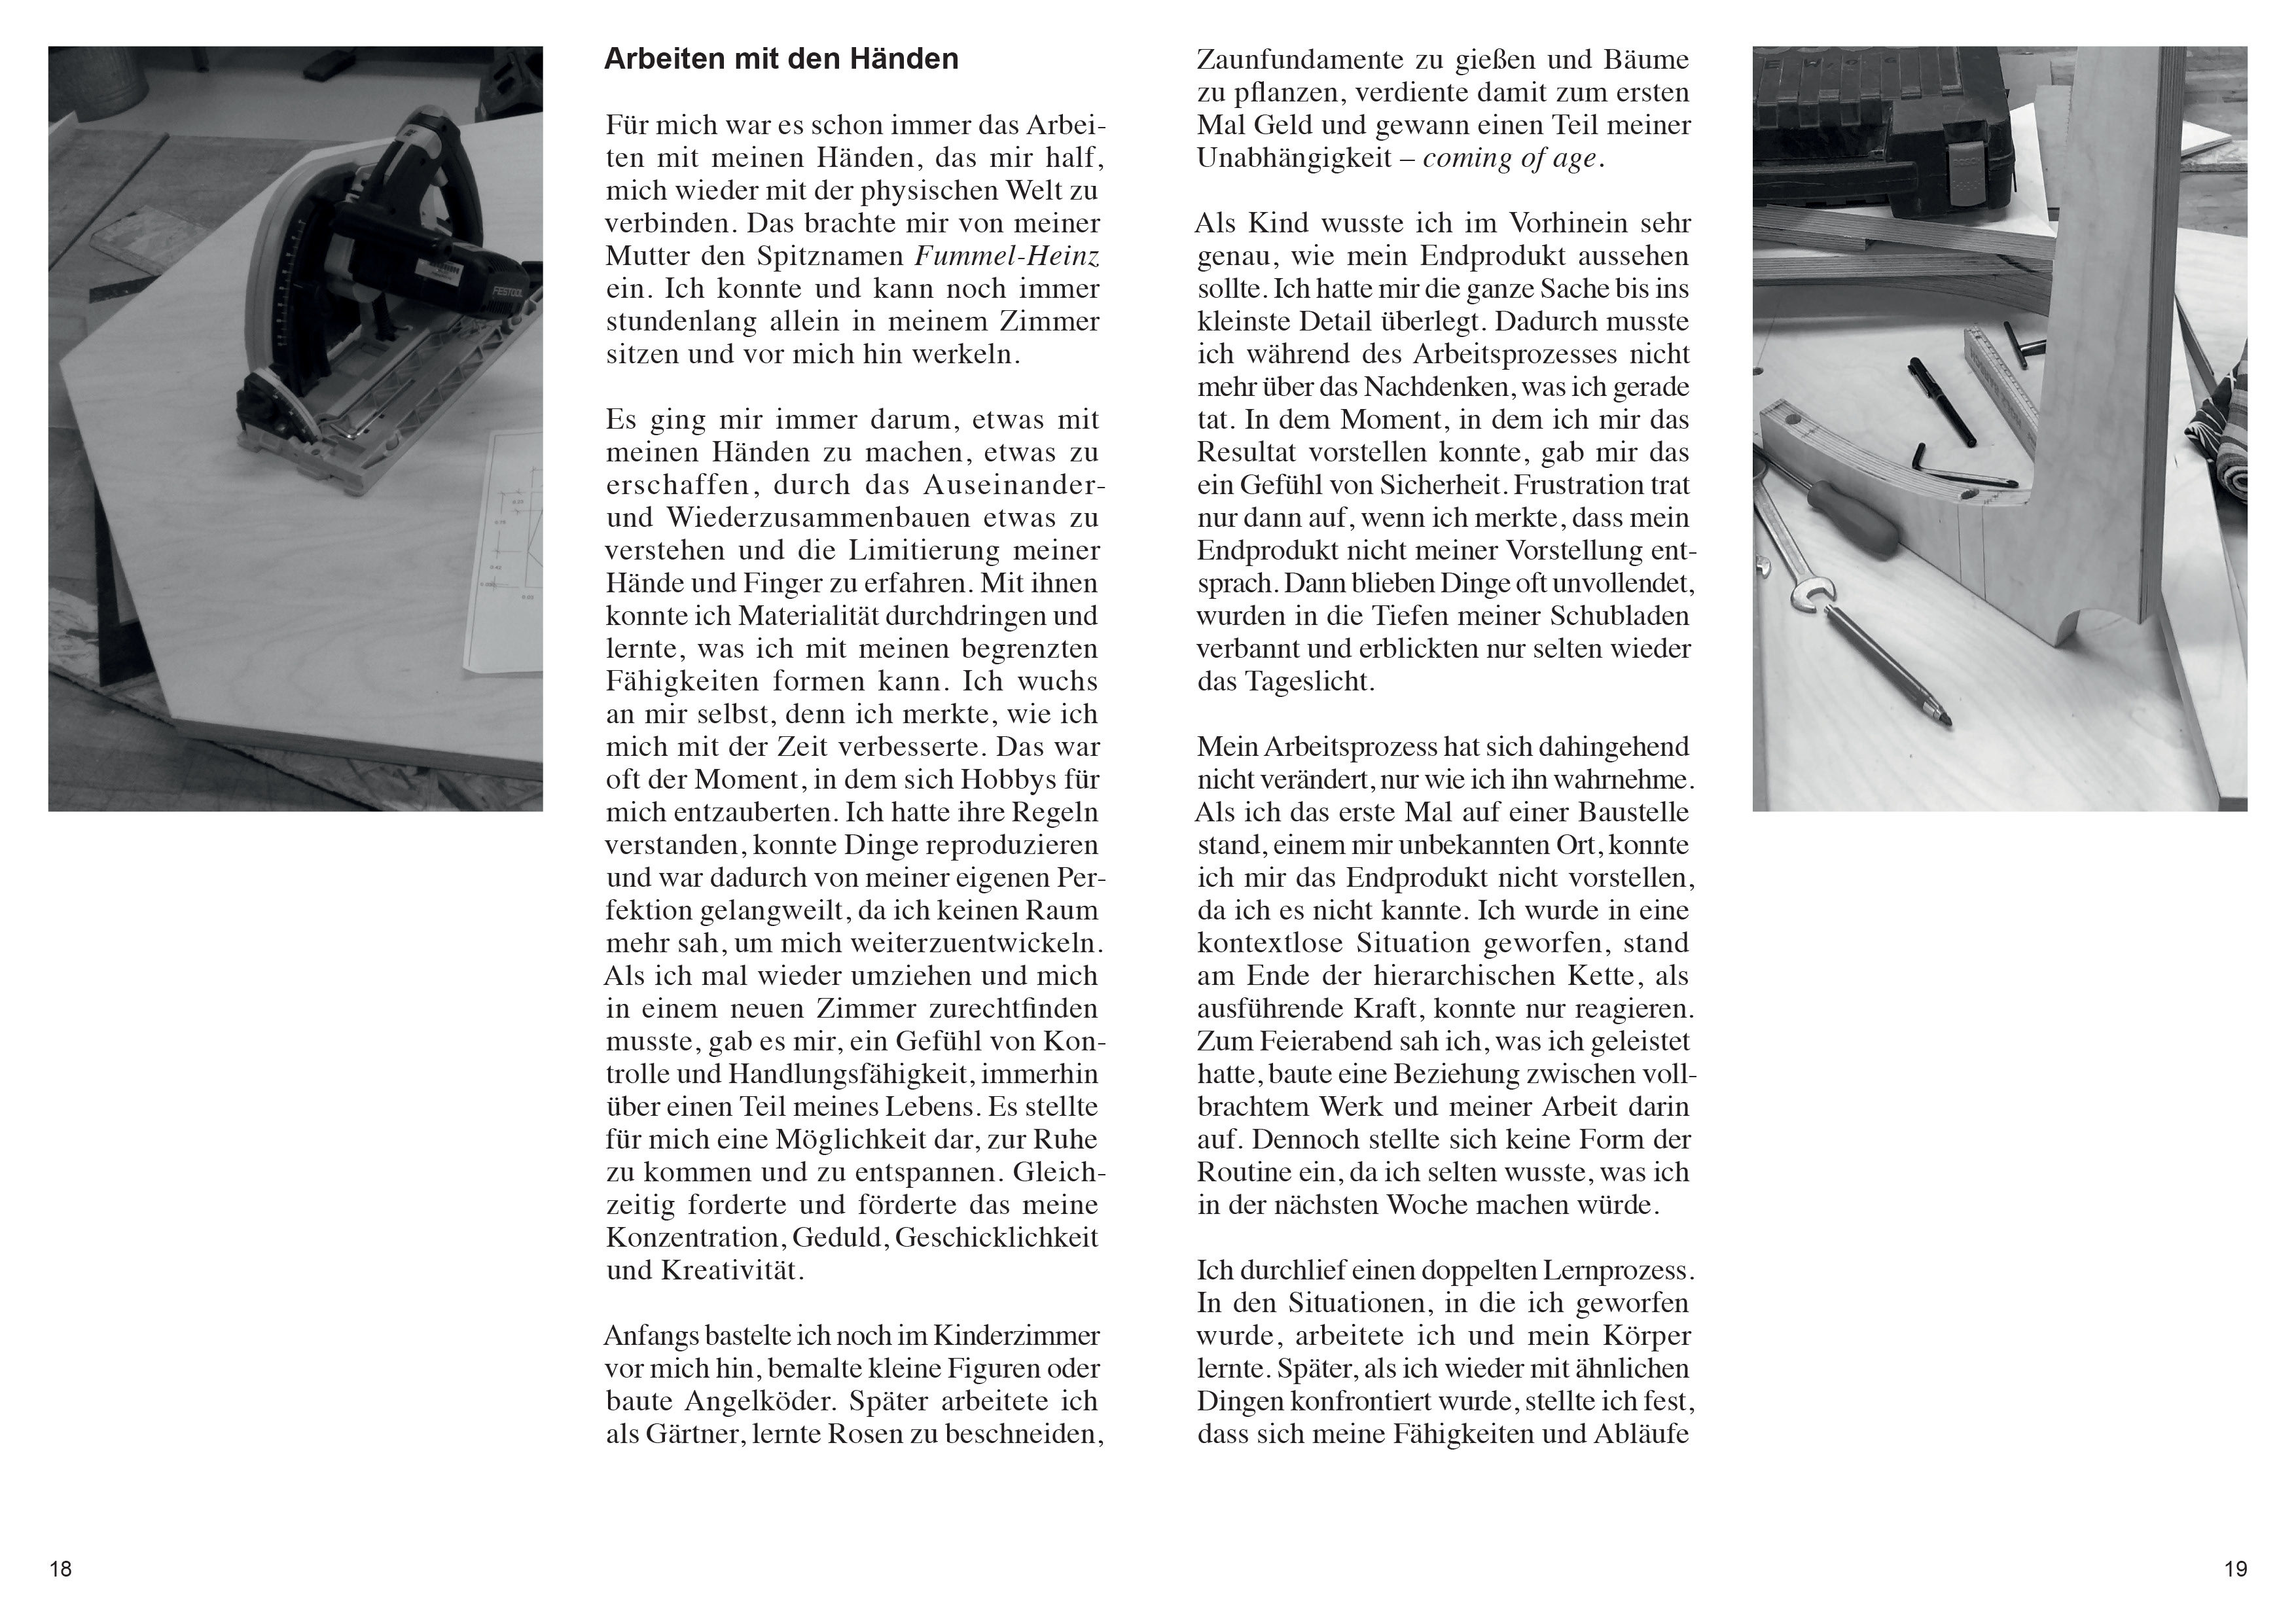 Arbeiten mit den Händen
Für mich war es schon immer das Arbei-
ten mit meinen Händen, das mir half,
mich wieder mit der physischen Welt zu
verbinden. Das brachte mir von meiner
Mutter den Spitznamen Fummel-Heinz
ein. Ich konnte und kann noch immer
stundenlang allein in meinem Zimmer
sitzen und vor mich hin werkeln.
Es ging mir immer darum, etwas mit
meinen Händen zu machen, etwas zu
erschaffen, durch das Auseinander-
und Wiederzusammenbauen etwas zu
verstehen und die Limitierung meiner
Hände und Finger zu erfahren. Mit ihnen
konnte ich Materialität durchdringen und
lernte, was ich mit meinen begrenzten
Fähigkeiten formen kann. Ich wuchs
an mir selbst, denn ich merkte, wie ich
mich mit der Zeit verbesserte. Das war
oft der Moment, in dem sich Hobbys für
mich entzauberten. Ich hatte ihre Regeln
verstanden, konnte Dinge reproduzieren
und war dadurch von meiner eigenen Per-
fektion gelangweilt, da ich keinen Raum
mehr sah, um mich weiterzuentwickeln.
Als ich mal wieder umziehen und mich
in einem neuen Zimmer zurechtfinden
musste, gab es mir, ein Gefühl von Kon-
trolle und Handlungsfähigkeit, immerhin
über einen Teil meines Lebens. Es stellte
für mich eine Möglichkeit dar, zur Ruhe
zu kommen und zu entspannen. Gleich-
zeitig forderte und förderte das meine
Konzentration, Geduld, Geschicklichkeit
und Kreativität.
Anfangs bastelte ich noch im Kinderzimmer
vor mich hin, bemalte kleine Figuren oder
baute Angelköder. Später arbeitete ich
als Gärtner, lernte Rosen zu beschneiden,
Zaunfundamente zu gießen und Bäume
zu pflanzen, verdiente damit zum ersten
Mal Geld und gewann einen Teil meiner
Unabhängigkeit – coming of age.
Als Kind wusste ich im Vorhinein sehr
genau, wie mein Endprodukt aussehen
sollte. Ich hatte mir die ganze Sache bis ins
kleinste Detail überlegt. Dadurch musste
ich während des Arbeitsprozesses nicht
mehr über das Nachdenken, was ich gerade
tat. In dem Moment, in dem ich mir das
Resultat vorstellen konnte, gab mir das
ein Gefühl von Sicherheit. Frustration trat
nur dann auf, wenn ich merkte, dass mein
Endprodukt nicht meiner Vorstellung ent-
sprach. Dann blieben Dinge oft unvollendet,
wurden in die Tiefen meiner Schubladen
verbannt und erblickten nur selten wieder
das Tageslicht.
Mein Arbeitsprozess hat sich dahingehend
nicht verändert, nur wie ich ihn wahrnehme.
Als ich das erste Mal auf einer Baustelle
stand, einem mir unbekannten Ort, konnte
ich mir das Endprodukt nicht vorstellen,
da ich es nicht kannte. Ich wurde in eine
kontextlose Situation geworfen, stand
am Ende der hierarchischen Kette, als
ausführende Kraft, konnte nur reagieren.
Zum Feierabend sah ich, was ich geleistet
hatte, baute eine Beziehung zwischen voll-
brachtem Werk und meiner Arbeit darin
auf. Dennoch stellte sich keine Form der
Routine ein, da ich selten wusste, was ich
in der nächsten Woche machen würde.
Ich durchlief einen doppelten Lernprozess.
In den Situationen, in die ich geworfen
wurde, arbeitete ich und mein Körper
lernte. Später, als ich wieder mit ähnlichen
Dingen konfrontiert wurde, stellte ich fest,
dass sich meine Fähigkeiten und Abläufe
FESTOOL
18
19